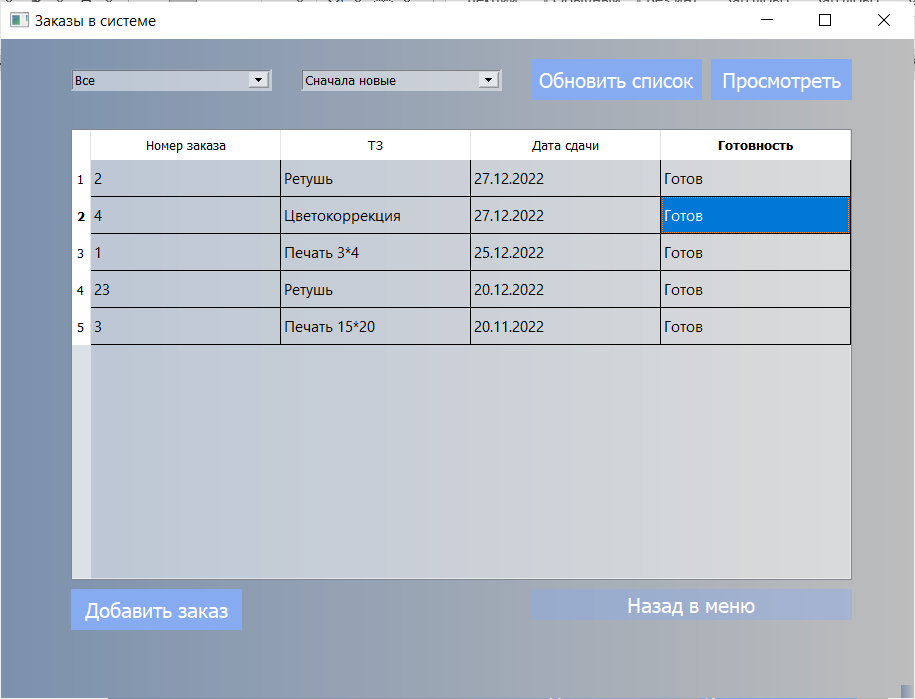 Заказы в системе
Все
Сначала новые
Обновить список
Просмотреть
Номер заказа ТЗ Дата сдачи Готовность
1 2 Ретушь 27.12.2022 Готов
2 4 Цветокоррекция 27.12.2022 Готов
3 1 Печать 3*4 25.12.2022 Готов
4 23 Ретушь 20.12.2022 Готов
5 3 Печать 15*20 20.11.2022 Готов
Добавить заказ
Назад в меню